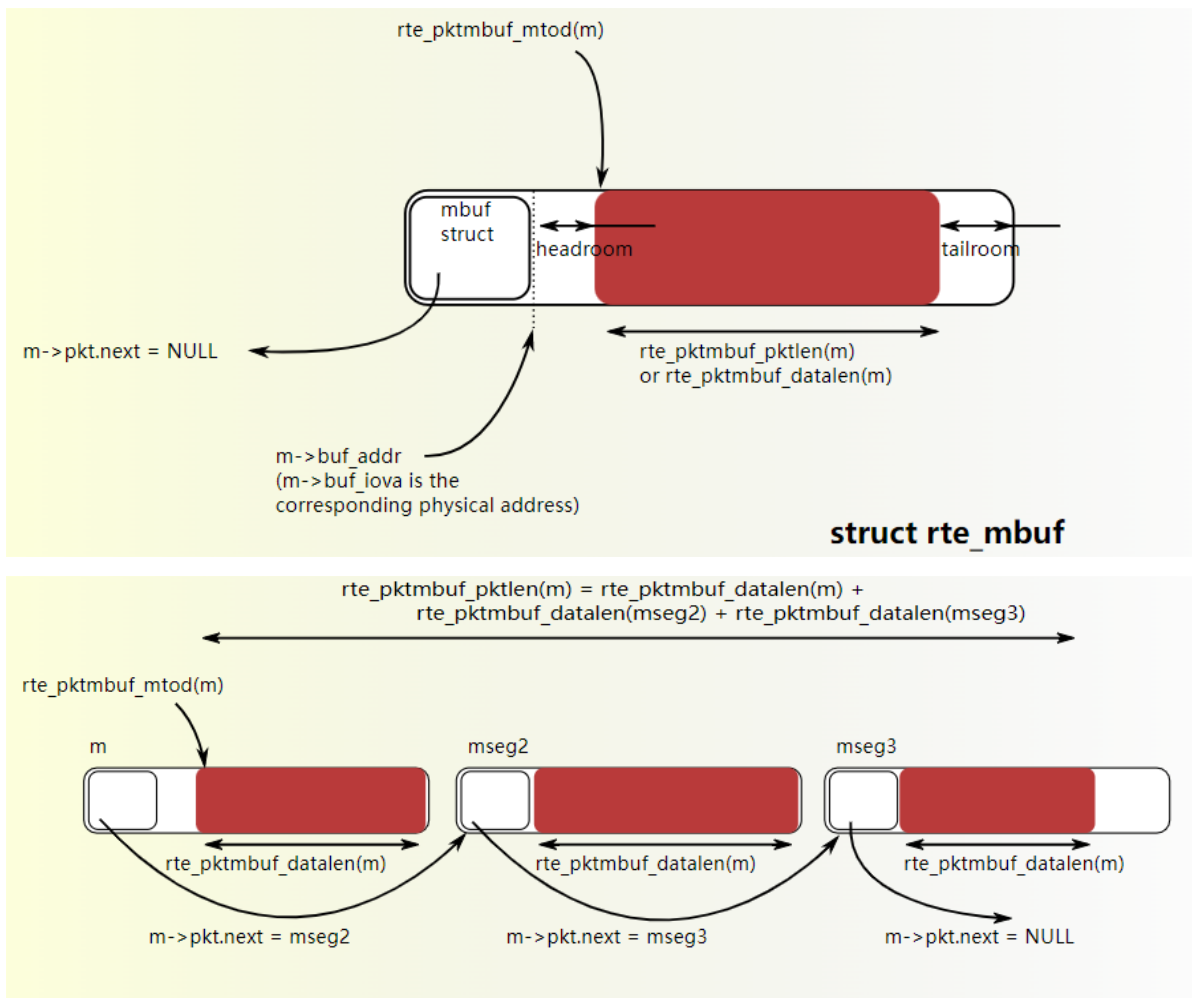 rte_pktmbuf_mtod(m)
mbuf
struct
headroom
tailroom
m->pkt.next = NULL
rte_pktmbuf_pktlen(m)
or rte_pktmbuf_datalen(m)
m->buf_addr
(m->buf_iova is the
corresponding physical address)
struct rte_mbuf
rte_pktmbuf_pktlen(m) = rte_pktmbuf_datalen(m) +
rte_pktmbuf_datalen(mseg2) + rte_pktmbuf_datalen(mseg3)
rte_pktmbuf_mtod(m)
m
mseg2
mseg3
rte_pktmbuf_datalen(m)
rte_pktmbuf_datalen(m)
rte_pktmbuf_datalen(m)
m->pkt.next = mseg2
m->pkt.next = mseg3
m->pkt.next = NULL